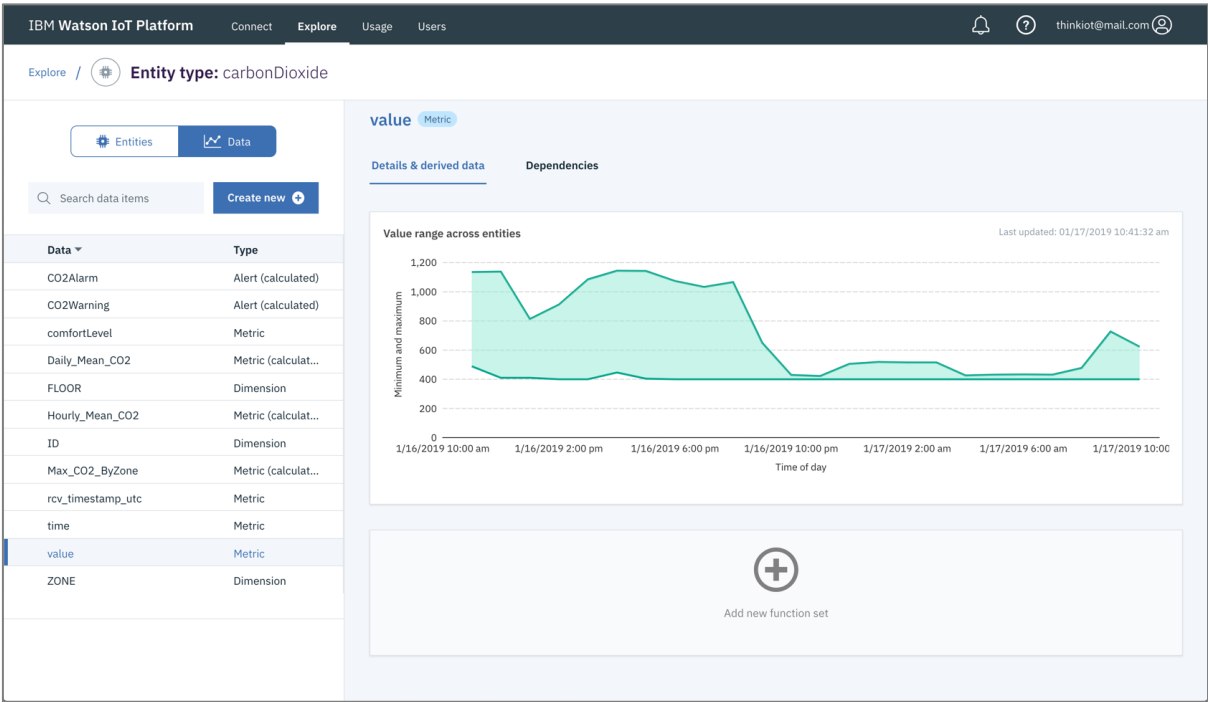 IBM Watson IoT Platform Connect Explore Usage Users thinkiot@mail.com
Explore / Entity type: carbonDioxide
Entities Data
Search data items Create new
Data Type
CO2Alarm Alert (calculated)
CO2Warning Alert (calculated)
comfortLevel Metric
Daily_Mean_CO2 Metric (calculat...
FLOOR Dimension
Hourly_Mean_CO2 Metric (calculat...
ID Dimension
Max_CO2_ByZone Metric (calculat...
rcv_timestamp_utc Metric
time Metric
value Metric
ZONE Dimension
value Metric
Details & derived data Dependencies
Value range across entities Last updated: 01/17/2019 10:41:32 am
Minimum and maximum
1,200
1,000
800
600
400
200
0
1/16/2019 10:00 am 1/16/2019 2:00 pm 1/16/2019 6:00 pm 1/16/2019 10:00 pm 1/17/2019 2:00 am 1/17/2019 6:00 am 1/17/2019 10:00
Time of day
Add new function set